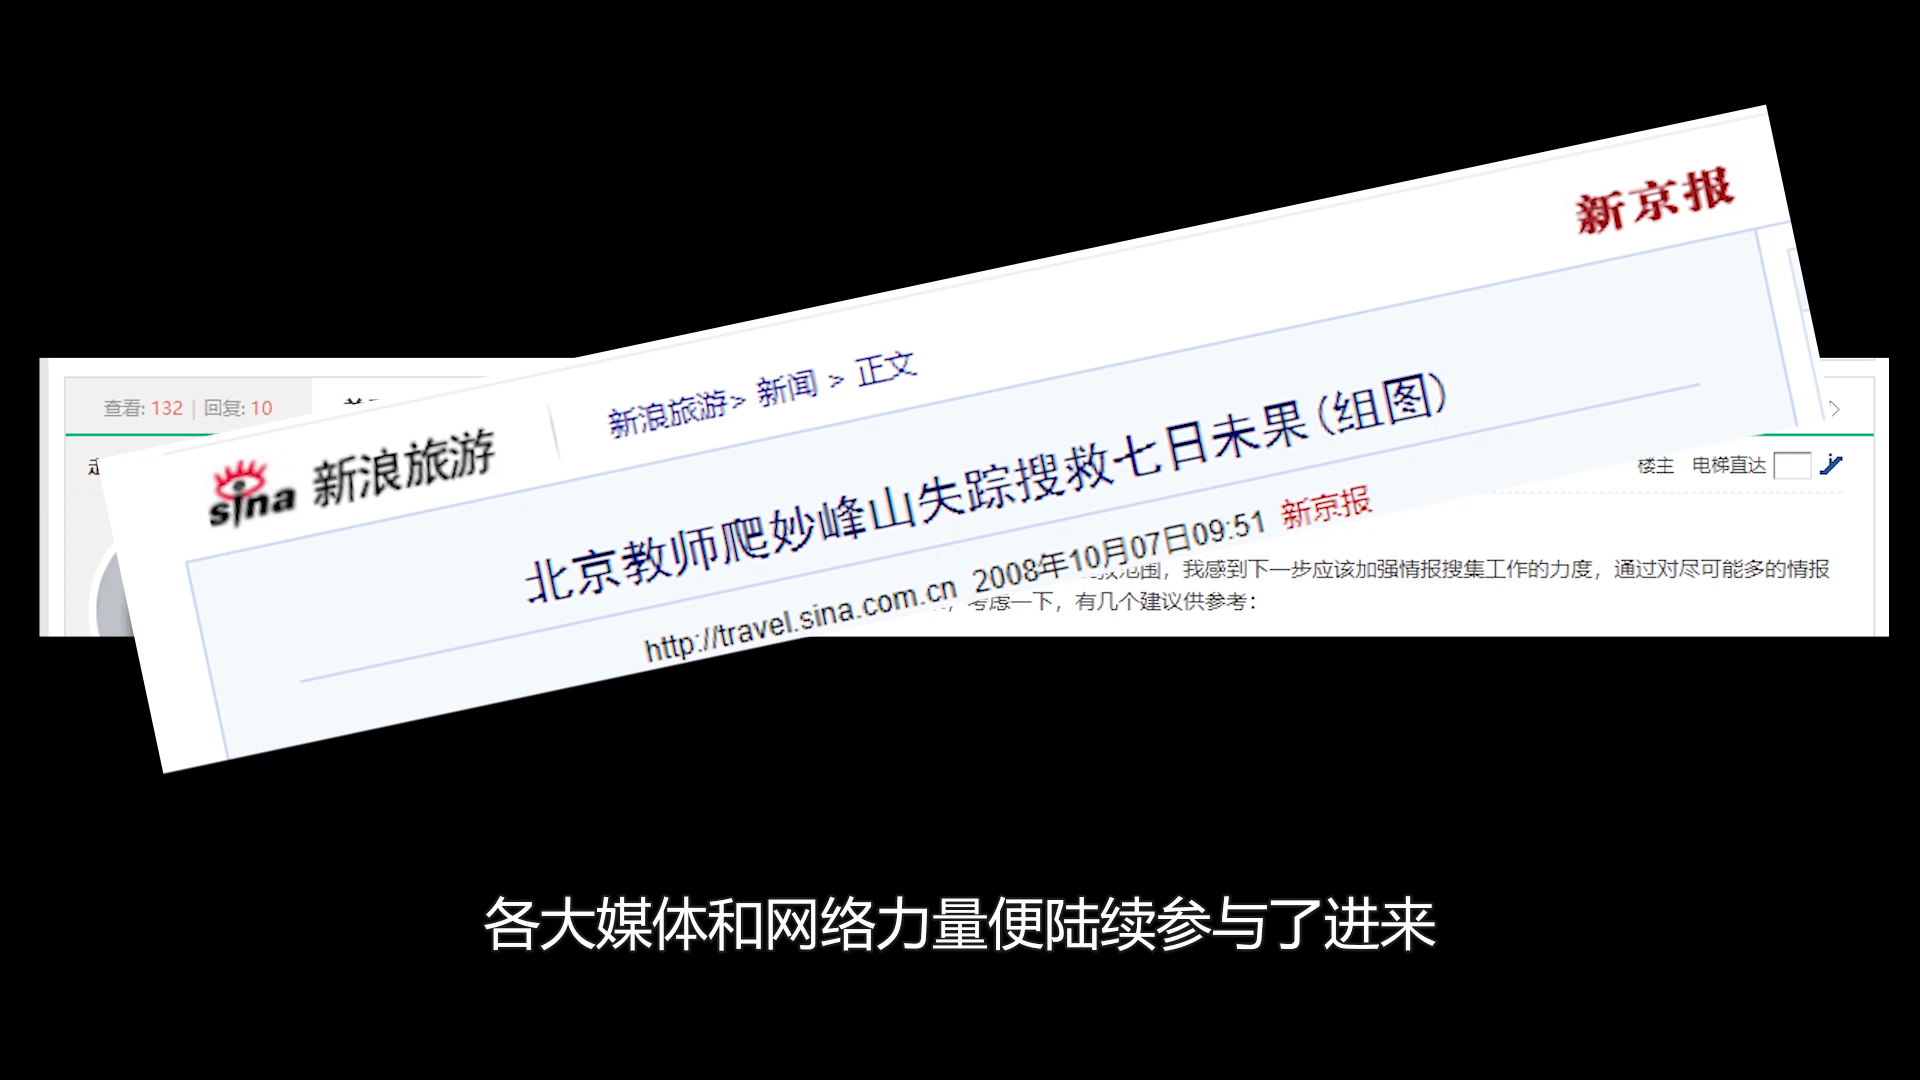 新京报
新浪旅游> 新闻 > 正文
查看: 132 | 回复: 10
sina 新浪旅游
北京教师爬妙峰山失踪搜救七日未果(组图)
楼主 电梯直达
http://travel.sina.com.cn 2008年10月07日09:51 新京报
范围，我感到下一步应该加强情报搜集工作的力度，通过对尽可能多的情报
考虑一下，有几个建议供参考：
各大媒体和网络力量便陆续参与了进来